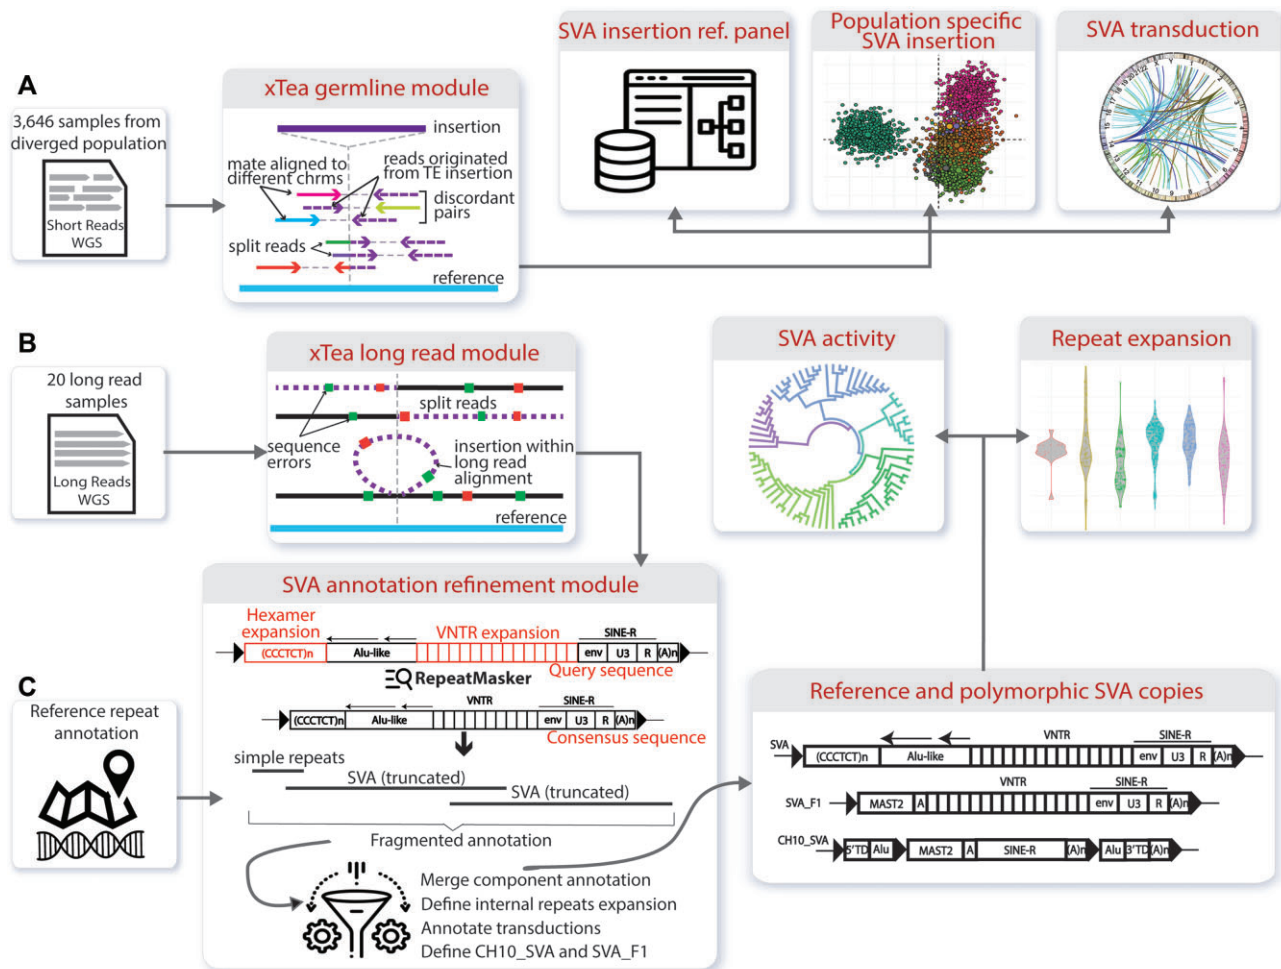 A
3,646 samples from
diverged population
Short Reads
WGS
xTea germline module
insertion
mate aligned to
different chrms
reads originated
from TE insertion
discordant
pairs
split reads
reference
SVA insertion ref. panel
Population specific
SVA insertion
SVA transduction
B
20 long read
samples
Long Reads
WGS
xTea long read module
split reads
sequence
errors
insertion within
long read
alignment
reference
SVA activity
Repeat expansion
C
Reference repeat
annotation
SVA annotation refinement module
Hexamer
expansion
VNTR expansion
SINE-R
(CCCTCT)n Alu-like env U3 R (A)n
Query sequence
RepeatMasker
VNTR SINE-R
(CCCTCT)n Alu-like env U3 R (A)n
Consensus sequence
simple repeats
SVA (truncated)
SVA (truncated)
Fragmented annotation
Merge component annotation
Define internal repeats expansion
Annotate transductions
Define CH10_SVA and SVA_F1
Reference and polymorphic SVA copies
VNTR SINE-R
SVA (CCCTCT)n Alu-like env U3 R (A)n
VNTR SINE-R
SVA_F1 MAST2 A env U3 R (A)n
CH10_SVA 5'TD Alu MAST2 A SINE-R (A)n Alu 3'TD (A)n